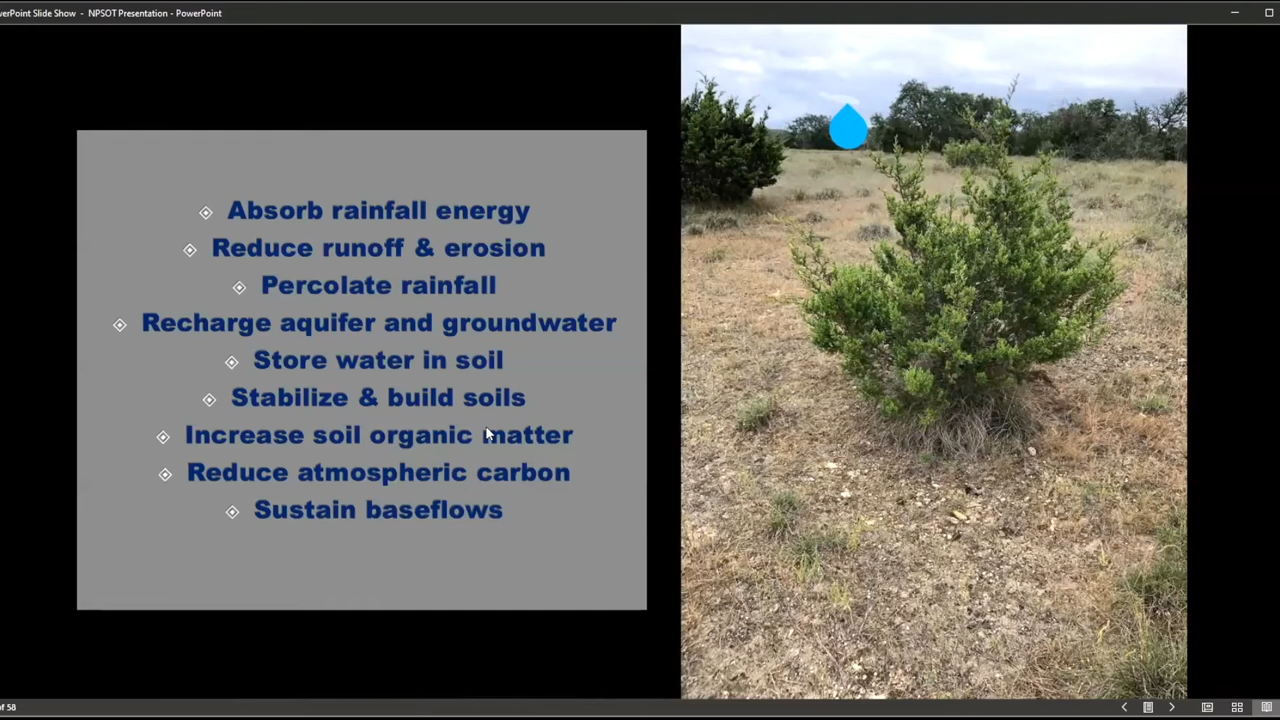 werPoint Slide Show - NPSOT Presentation - PowerPoint
Absorb rainfall energy
Reduce runoff & erosion
Percolate rainfall
Recharge aquifer and groundwater
Store water in soil
Stabilize & build soils
Increase soil organic matter
Reduce atmospheric carbon
Sustain baseflows
of 58